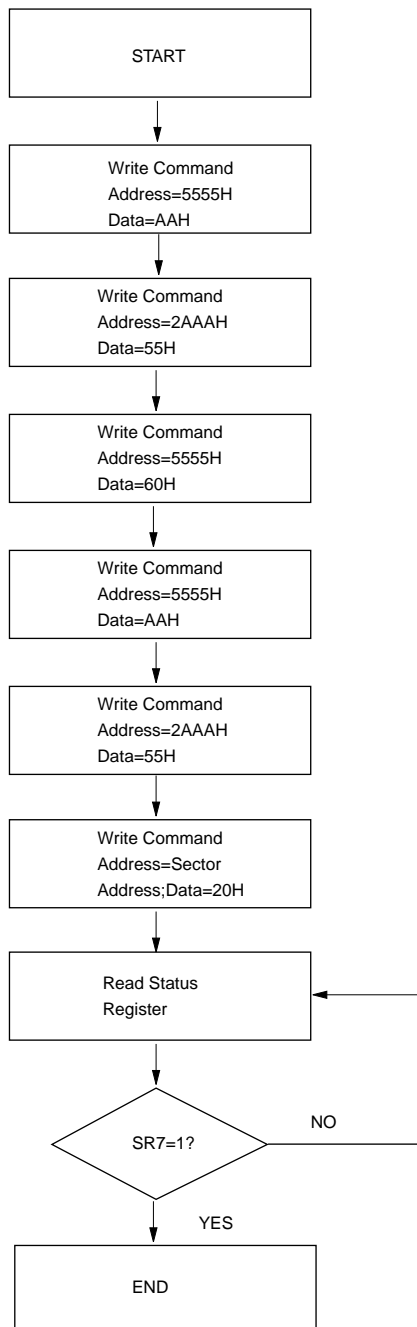 START
Write Command
Address=5555H
Data=AAH
Write Command
Address=2AAAH
Data=55H
Write Command
Address=5555H
Data=60H
Write Command
Address=5555H
Data=AAH
Write Command
Address=2AAAH
Data=55H
Write Command
Address=Sector
Address;Data=20H
Read Status
Register
SR7=1?
NO
YES
END